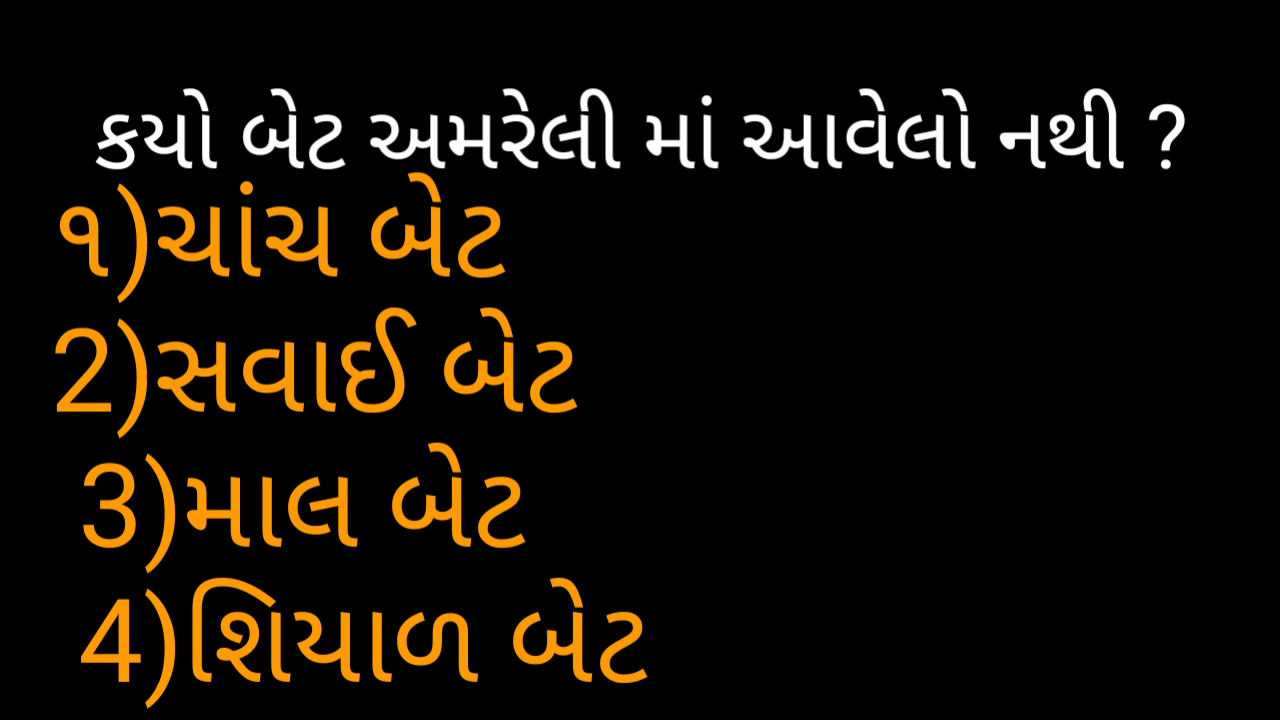 કયો બેટ અમરેલી માં આવેલો નથી ?
૧)ચાંચ બેટ
2)સવાઈ બેટ
3)માલ બેટ
4)શિયાળ બેટ